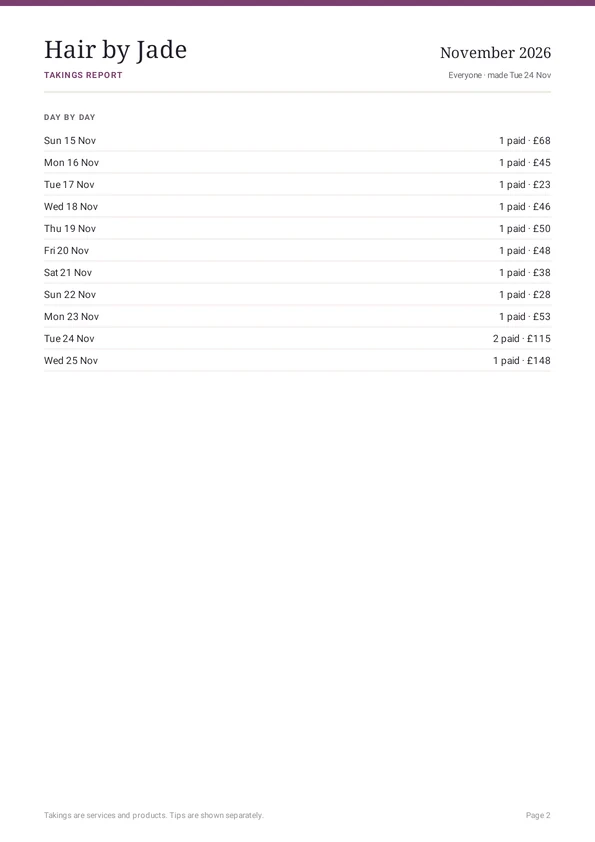 Hair by Jade
November 2026
TAKINGS REPORT
Everyone · made Tue 24 Nov
DAY BY DAY
Sun 15 Nov 1 paid · £68
Mon 16 Nov 1 paid · £45
Tue 17 Nov 1 paid · £23
Wed 18 Nov 1 paid · £46
Thu 19 Nov 1 paid · £50
Fri 20 Nov 1 paid · £48
Sat 21 Nov 1 paid · £38
Sun 22 Nov 1 paid · £28
Mon 23 Nov 1 paid · £53
Tue 24 Nov 2 paid · £115
Wed 25 Nov 1 paid · £148
Takings are services and products. Tips are shown separately.
Page 2